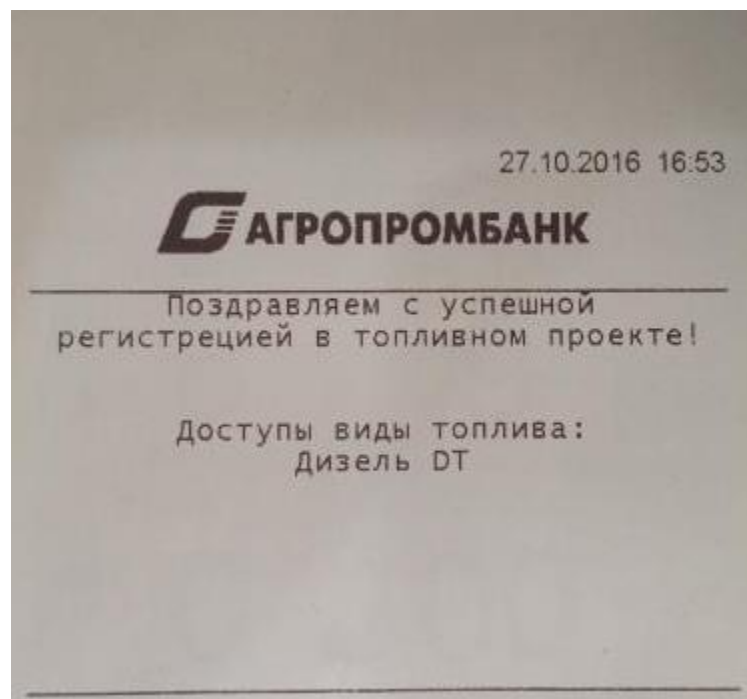 27.10.2016 16:53
АГРОПРОМБАНК
Поздравляем с успешной
регистрецией в топливном проекте!
Доступы виды топлива:
Дизель DT